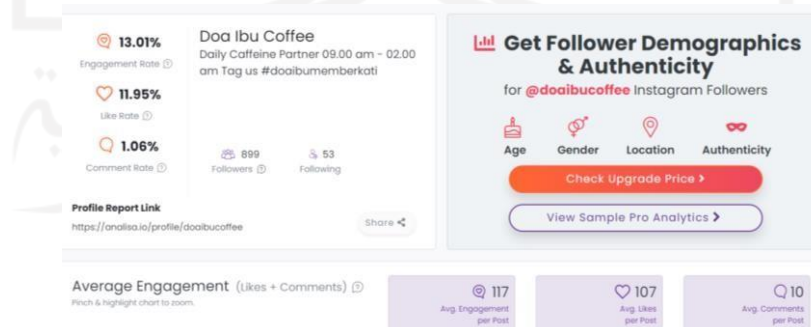 13.01%
Engagement Rate
11.95%
Like Rate
1.06%
Comment Rate
Doa Ibu Coffee
Daily Caffeine Partner 09.00 am - 02.00
am Tag us #doaibumemberkati
899
Followers
53
Following
Profile Report Link
https://analisa.io/profile/doaibucoffee
Share
Get Follower Demographics
& Authenticity
for @doaibucoffee Instagram Followers
Age Gender Location Authenticity
Check Upgrade Price >
View Sample Pro Analytics >
Average Engagement (Likes + Comments)
Pinch & highlight chart to zoom.
117
Avg. Engagement
per Post
107
Avg. Likes
per Post
10
Avg. Comments
per Post